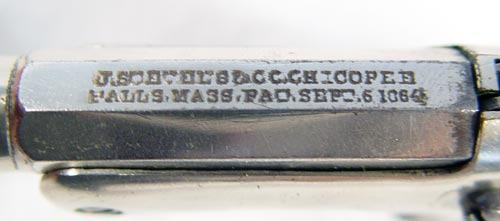 J. STEVENS & CO. CHICOPEE
FALLS. MASS. PAT. SEPT. 6 1864